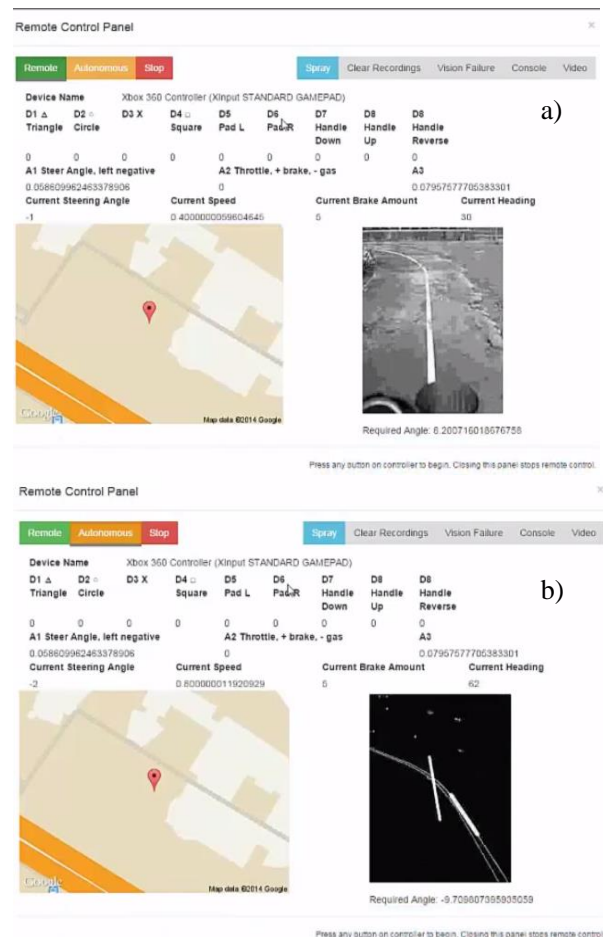 Remote Control Panel ×
Remote Autonomous Stop Spray Clear Recordings Vision Failure Console Video
Device Name Xbox 360 Controller (XInput STANDARD GAMEPAD)
a)
D1 △ D2 ○ D3 X D4 □ D5 D6 D7 D8 D8
Triangle Circle Square Pad L Pad R Handle Handle Handle
Down Up Reverse
0 0 0 0 0 0 0 0 0
A1 Steer Angle, left negative A2 Throttle, + brake, - gas A3
0.058609962463378906 0 0.07957577705383301
Current Steering Angle Current Speed Current Brake Amount Current Heading
-1 0.4000000059604645 5 30
Google
Map data ©2014 Google
Required Angle: 6.200716018676758
Press any button on controller to begin. Closing this panel stops remote control.
Remote Control Panel ×
Remote Autonomous Stop Spray Clear Recordings Vision Failure Console Video
Device Name Xbox 360 Controller (XInput STANDARD GAMEPAD)
b)
D1 △ D2 ○ D3 X D4 □ D5 D6 D7 D8 D8
Triangle Circle Square Pad L Pad R Handle Handle Handle
Down Up Reverse
0 0 0 0 0 0 0 0 0
A1 Steer Angle, left negative A2 Throttle, + brake, - gas A3
0.058609962463378906 0 0.07957577705383301
Current Steering Angle Current Speed Current Brake Amount Current Heading
-2 0.800000011920929 5 62
Google
Map data ©2014 Google
Required Angle: -9.709807395935059
Press any button on controller to begin. Closing this panel stops remote control.